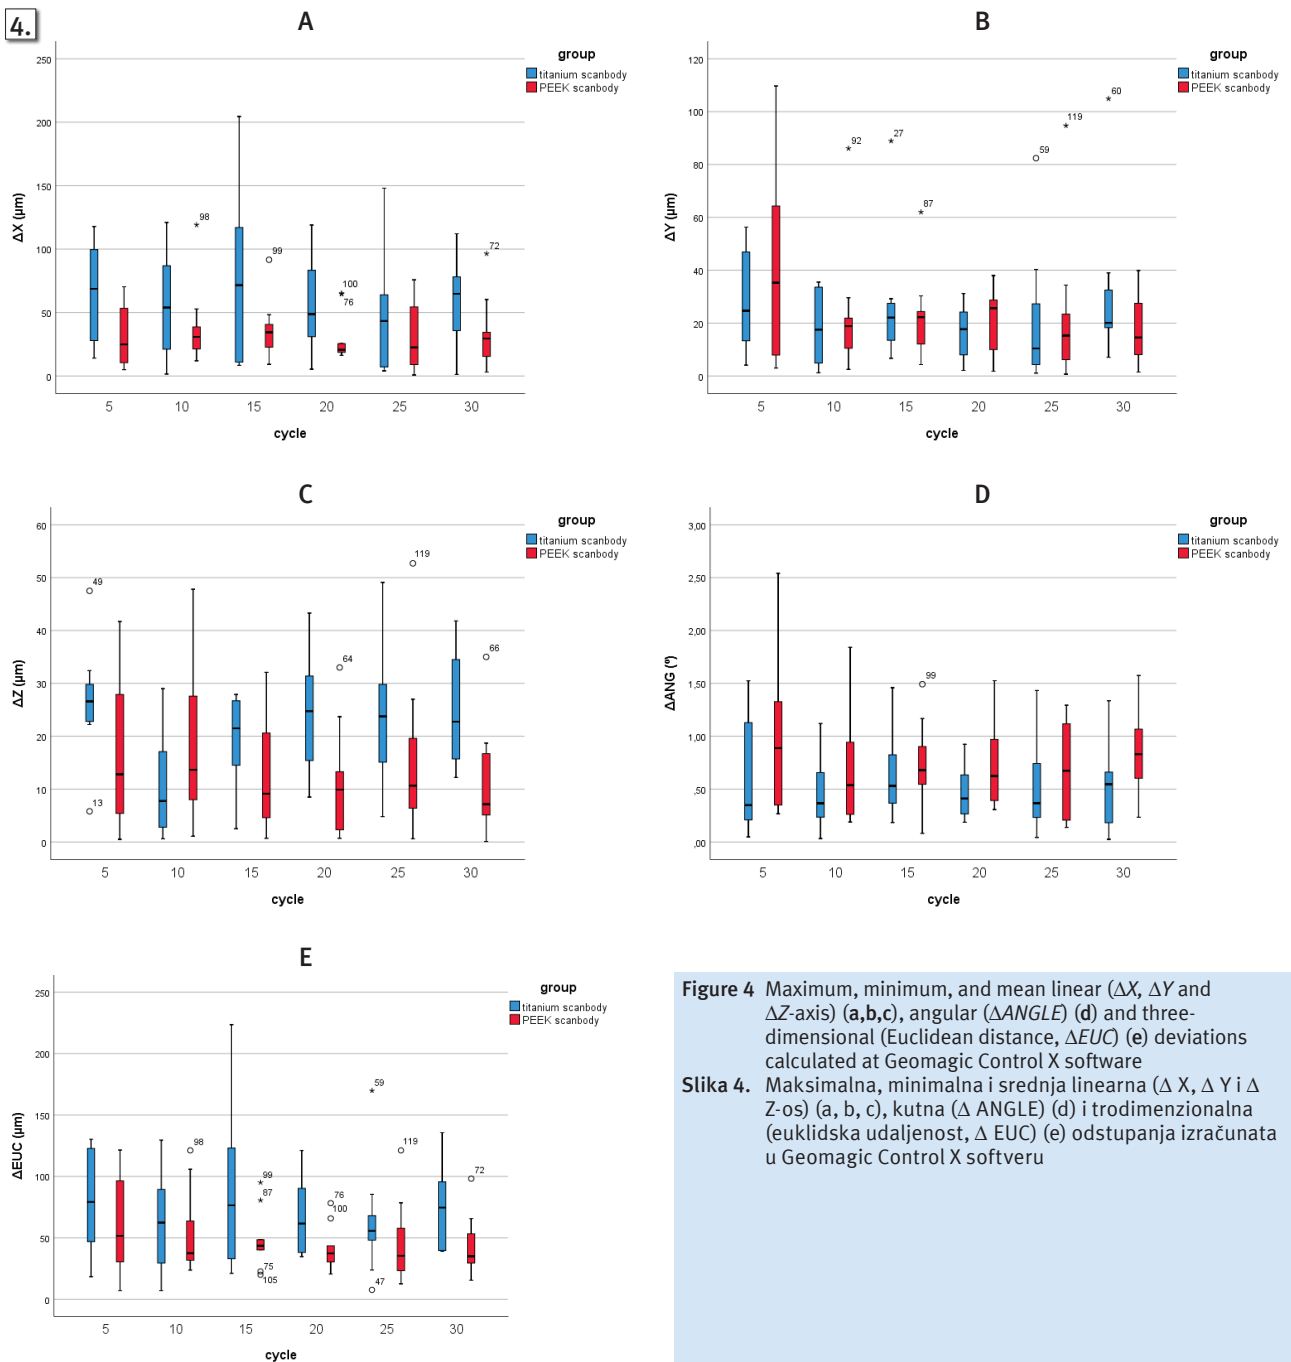 4.
A
250
200
150
100
50
0
ΔX (µm)
5 10 15 20 25 30
cycle
98
99
100
76
72
group
titanium scanbody
PEEK scanbody
B
120
100
80
60
40
20
0
ΔY (µm)
5 10 15 20 25 30
cycle
92
27
87
59
119
60
group
titanium scanbody
PEEK scanbody
C
60
50
40
30
20
10
0
ΔZ (µm)
5 10 15 20 25 30
cycle
49
13
64
119
66
group
titanium scanbody
PEEK scanbody
D
3,00
2,50
2,00
1,50
1,00
,50
,00
ΔANG (º)
5 10 15 20 25 30
cycle
99
group
titanium scanbody
PEEK scanbody
E
250
200
150
100
50
0
ΔEUC (µm)
5 10 15 20 25 30
cycle
98
99
87
75
105
76
100
59
47
119
72
group
titanium scanbody
PEEK scanbody
Figure 4 Maximum, minimum, and mean linear (ΔX, ΔY and
ΔZ-axis) (a,b,c), angular (ΔANGLE) (d) and three-
dimensional (Euclidean distance, ΔEUC) (e) deviations
calculated at Geomagic Control X software
Slika 4. Maksimalna, minimalna i srednja linearna (Δ X, Δ Y i Δ
Z-os) (a, b, c), kutna (Δ ANGLE) (d) i trodimenzionalna
(euklidska udaljenost, Δ EUC) (e) odstupanja izračunata
u Geomagic Control X softveru